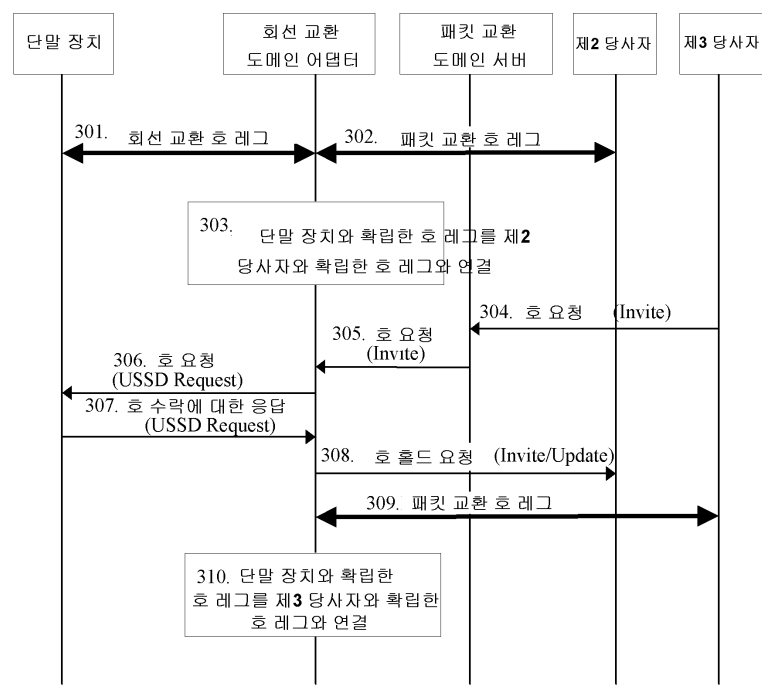 단말 장치
회선 교환
도메인 어댑터
패킷 교환
도메인 서버
제2 당사자
제3 당사자
301. 회선 교환 호 레그
302. 패킷 교환 호 레그
303. 단말 장치와 확립한 호 레그를 제2
당사자와 확립한 호 레그와 연결
304. 호 요청 (Invite)
305. 호 요청
(Invite)
306. 호 요청
(USSD Request)
307. 호 수락에 대한 응답
(USSD Request)
308. 호 홀드 요청 (Invite/Update)
309. 패킷 교환 호 레그
310. 단말 장치와 확립한
호 레그를 제3 당사자와 확립한
호 레그와 연결